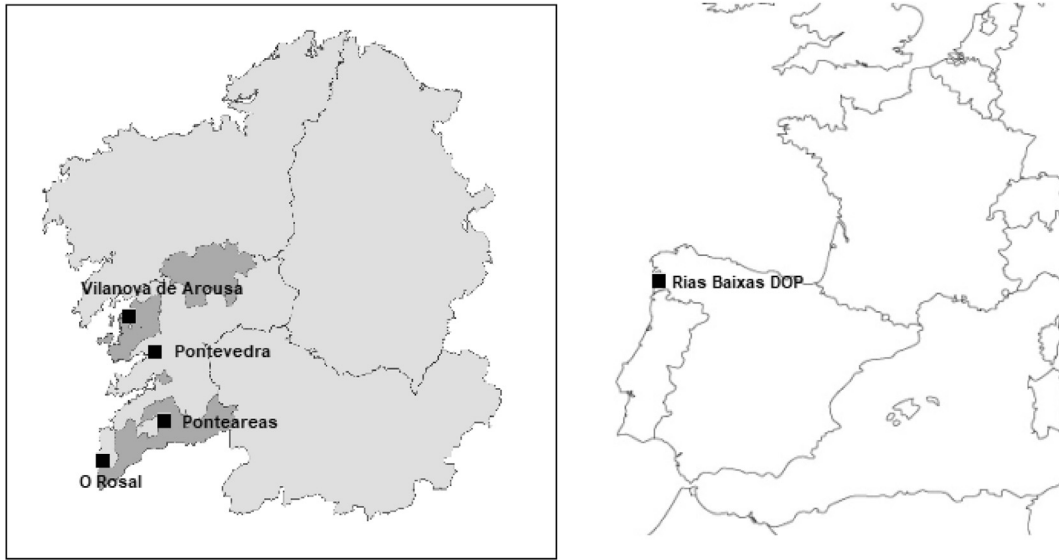 Vilanova de Arousa
Pontevedra
Ponteareas
O Rosal
Rias Baixas DOP